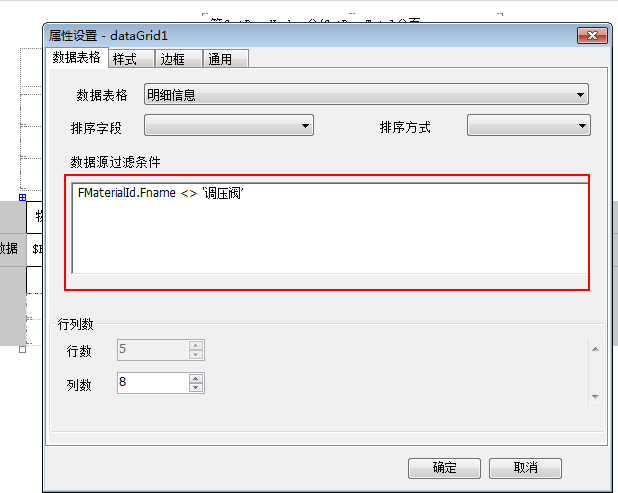 属性设置 - dataGrid1
数据表格 样式 边框 通用
数据表格 明细信息
排序字段 排序方式
数据源过滤条件
FMaterialId.Fname <> '调压阀'
数据 $
行列数
行数 5
列数 8
确定 取消